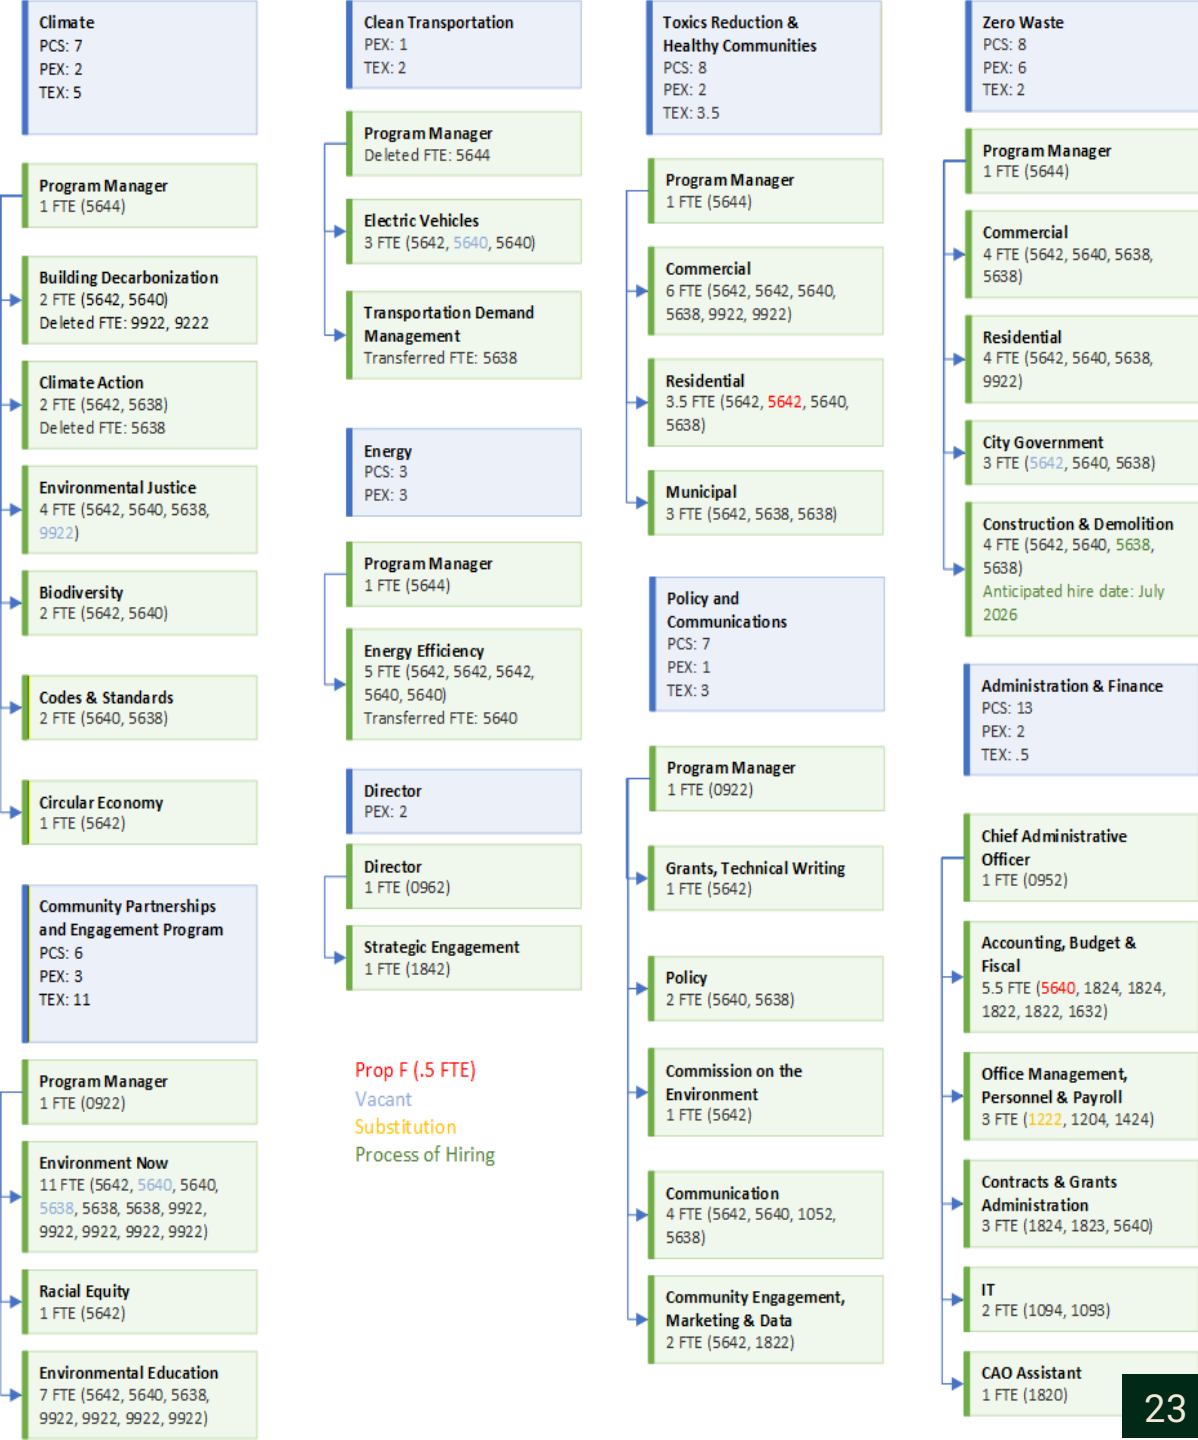 Climate
PCS: 7
PEX: 2
TEX: 5
Program Manager
1 FTE (5644)
Building Decarbonization
2 FTE (5642, 5640)
Deleted FTE: 9922, 9222
Climate Action
2 FTE (5642, 5638)
Deleted FTE: 5638
Environmental Justice
4 FTE (5642, 5640, 5638,
9922)
Biodiversity
2 FTE (5642, 5640)
Codes & Standards
2 FTE (5640, 5638)
Circular Economy
1 FTE (5642)
Community Partnerships
and Engagement Program
PCS: 6
PEX: 3
TEX: 11
Program Manager
1 FTE (0922)
Environment Now
11 FTE (5642, 5640, 5640,
5638, 5638, 5638, 9922,
9922, 9922, 9922, 9922)
Racial Equity
1 FTE (5642)
Environmental Education
7 FTE (5642, 5640, 5638,
9922, 9922, 9922, 9922)
Clean Transportation
PEX: 1
TEX: 2
Program Manager
Deleted FTE: 5644
Electric Vehicles
3 FTE (5642, 5640, 5640)
Transportation Demand
Management
Transferred FTE: 5638
Energy
PCS: 3
PEX: 3
Program Manager
1 FTE (5644)
Energy Efficiency
5 FTE (5642, 5642, 5642,
5640, 5640)
Transferred FTE: 5640
Director
PEX: 2
Director
1 FTE (0962)
Strategic Engagement
1 FTE (1842)
Prop F (.5 FTE)
Vacant
Substitution
Process of Hiring
Toxics Reduction &
Healthy Communities
PCS: 8
PEX: 2
TEX: 3.5
Program Manager
1 FTE (5644)
Commercial
6 FTE (5642, 5642, 5640,
5638, 9922, 9922)
Residential
3.5 FTE (5642, 5642, 5640,
5638)
Municipal
3 FTE (5642, 5638, 5638)
Policy and
Communications
PCS: 7
PEX: 1
TEX: 3
Program Manager
1 FTE (0922)
Grants, Technical Writing
1 FTE (5642)
Policy
2 FTE (5640, 5638)
Commission on the
Environment
1 FTE (5642)
Communication
4 FTE (5642, 5640, 1052,
5638)
Community Engagement,
Marketing & Data
2 FTE (5642, 1822)
Zero Waste
PCS: 8
PEX: 6
TEX: 2
Program Manager
1 FTE (5644)
Commercial
4 FTE (5642, 5640, 5638,
5638)
Residential
4 FTE (5642, 5640, 5638,
9922)
City Government
3 FTE (5642, 5640, 5638)
Construction & Demolition
4 FTE (5642, 5640, 5638,
5638)
Anticipated hire date: July
2026
Administration & Finance
PCS: 13
PEX: 2
TEX: .5
Chief Administrative
Officer
1 FTE (0952)
Accounting, Budget &
Fiscal
5.5 FTE (5640, 1824, 1824,
1822, 1822, 1632)
Office Management,
Personnel & Payroll
3 FTE (1222, 1204, 1424)
Contracts & Grants
Administration
3 FTE (1824, 1823, 5640)
IT
2 FTE (1094, 1093)
CAO Assistant
1 FTE (1820)
23